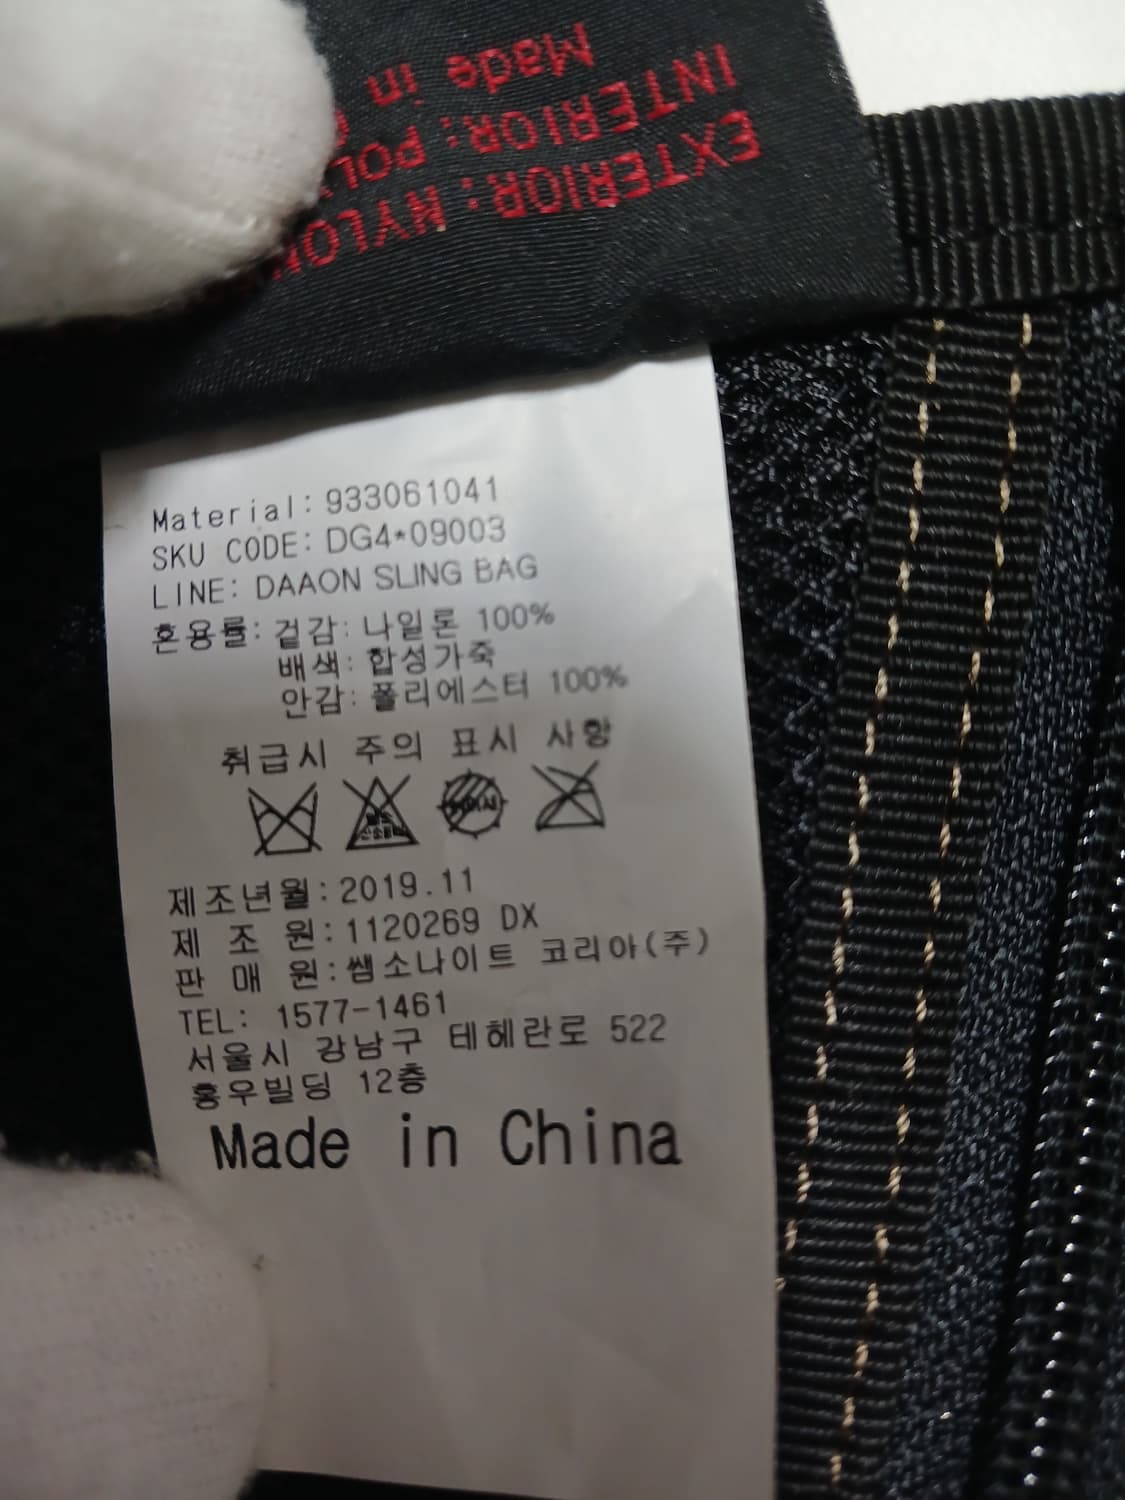 EXTERIOR: NYLON
INTERIOR: POLY
Made in
Material: 933061041
SKU CODE: DG4*09003
LINE: DAAON SLING BAG
혼용률: 겉감: 나일론 100%
배색: 합성가죽
안감: 폴리에스터 100%
취급시 주의 표시 사항
제조년월: 2019.11
제 조 원: 1120269 DX
판 매 원: 쌤소나이트 코리아(주)
TEL: 1577-1461
서울시 강남구 테헤란로 522
홍우빌딩 12층
Made in China